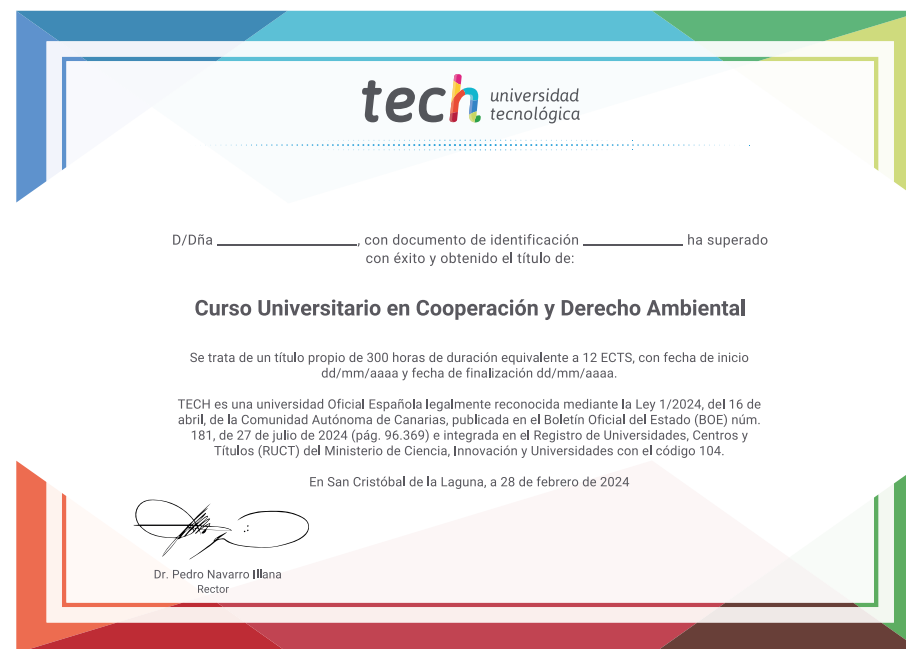 tech universidad
tecnológica
D/Dña ________________, con documento de identificación ____________ ha superado
con éxito y obtenido el título de:
Curso Universitario en Cooperación y Derecho Ambiental
Se trata de un título propio de 300 horas de duración equivalente a 12 ECTS, con fecha de inicio
dd/mm/aaaa y fecha de finalización dd/mm/aaaa.
TECH es una universidad Oficial Española legalmente reconocida mediante la Ley 1/2024, del 16 de
abril, de la Comunidad Autónoma de Canarias, publicada en el Boletín Oficial del Estado (BOE) núm.
181, de 27 de julio de 2024 (pág. 96.369) e integrada en el Registro de Universidades, Centros y
Títulos (RUCT) del Ministerio de Ciencia, Innovación y Universidades con el código 104.
En San Cristóbal de la Laguna, a 28 de febrero de 2024
Dr. Pedro Navarro Illana
Rector